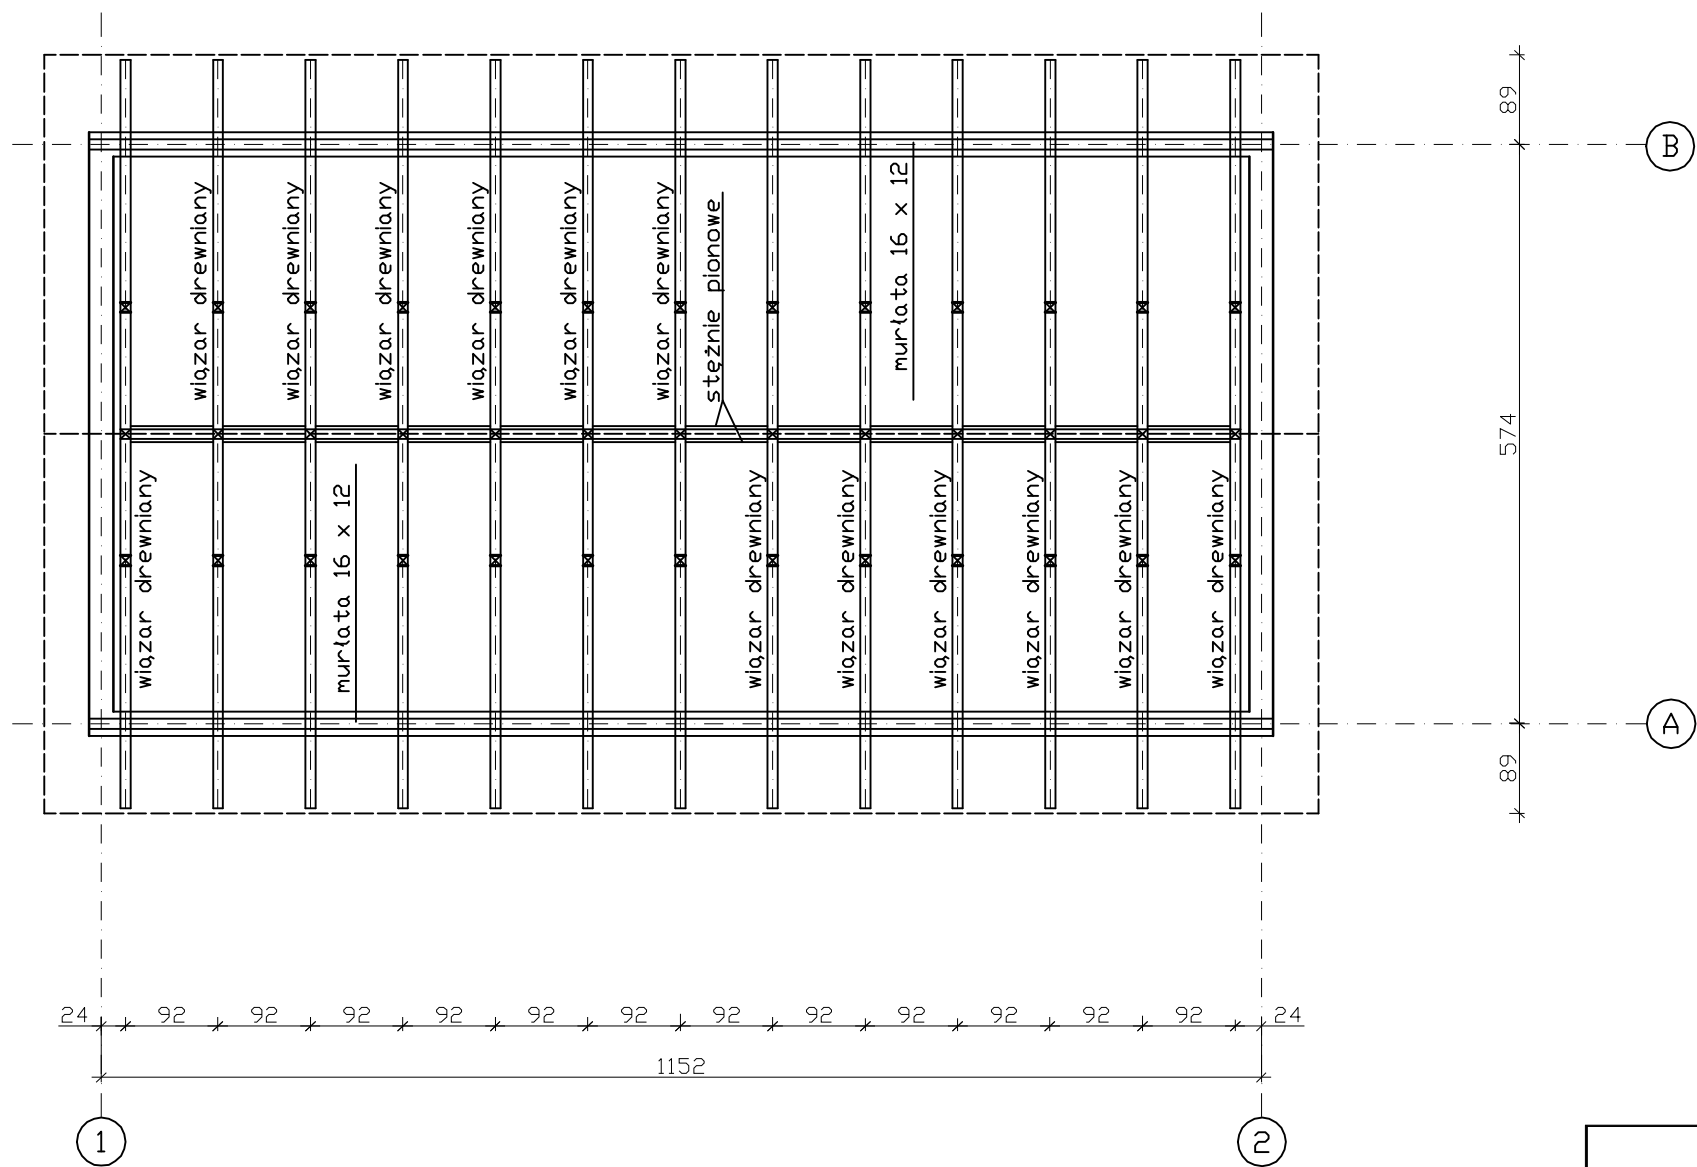 89
B
wiązar drewniany
wiązar drewniany
wiązar drewniany
wiązar drewniany
wiązar drewniany
wiązar drewniany
stężnie pionowe
murłata 16 x 12
574
wiązar drewniany
murłata 16 x 12
wiązar drewniany
wiązar drewniany
wiązar drewniany
wiązar drewniany
wiązar drewniany
wiązar drewniany
A
89
24 92 92 92 92 92 92 92 92 92 92 92 92 24
1152
1 2